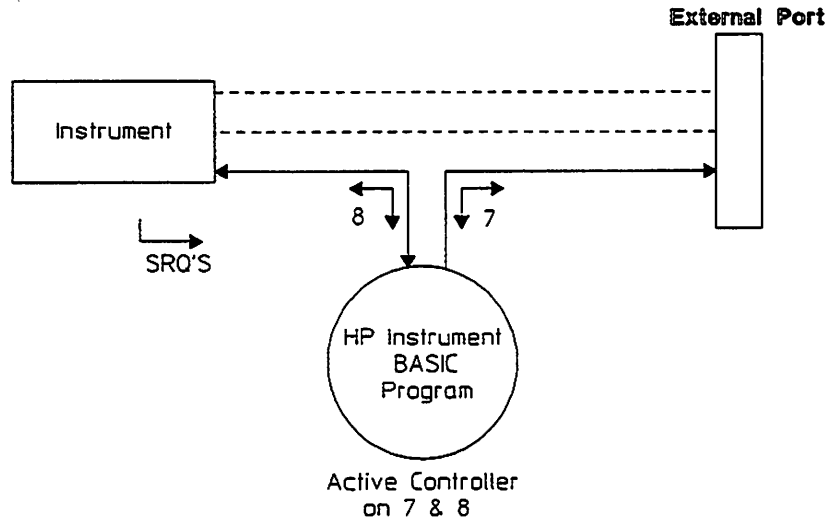 External Port
Instrument
8
7
SRQ'S
HP Instrument
BASIC
Program
Active Controller
on 7 & 8